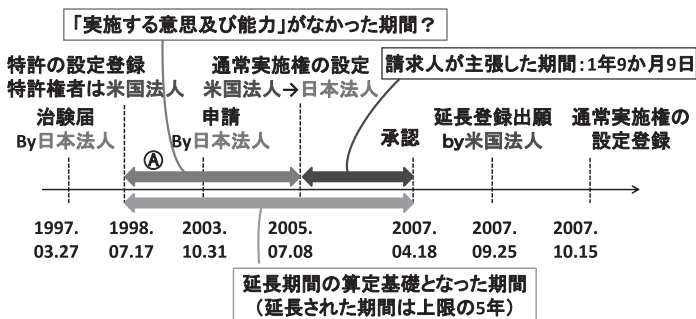 「実施する意思及び能力」がなかった期間？
特許の設定登録
特許権者は米国法人
通常実施権の設定
米国法人→日本法人
請求人が主張した期間：1年9か月9日
治験届
By日本法人
申請
By日本法人
承認
延長登録出願
by米国法人
通常実施権の
設定登録
Ⓐ
1997.
03.27
1998.
07.17
2003.
10.31
2005.
07.08
2007.
04.18
2007.
09.25
2007.
10.15
延長期間の算定基礎となった期間
（延長された期間は上限の5年）